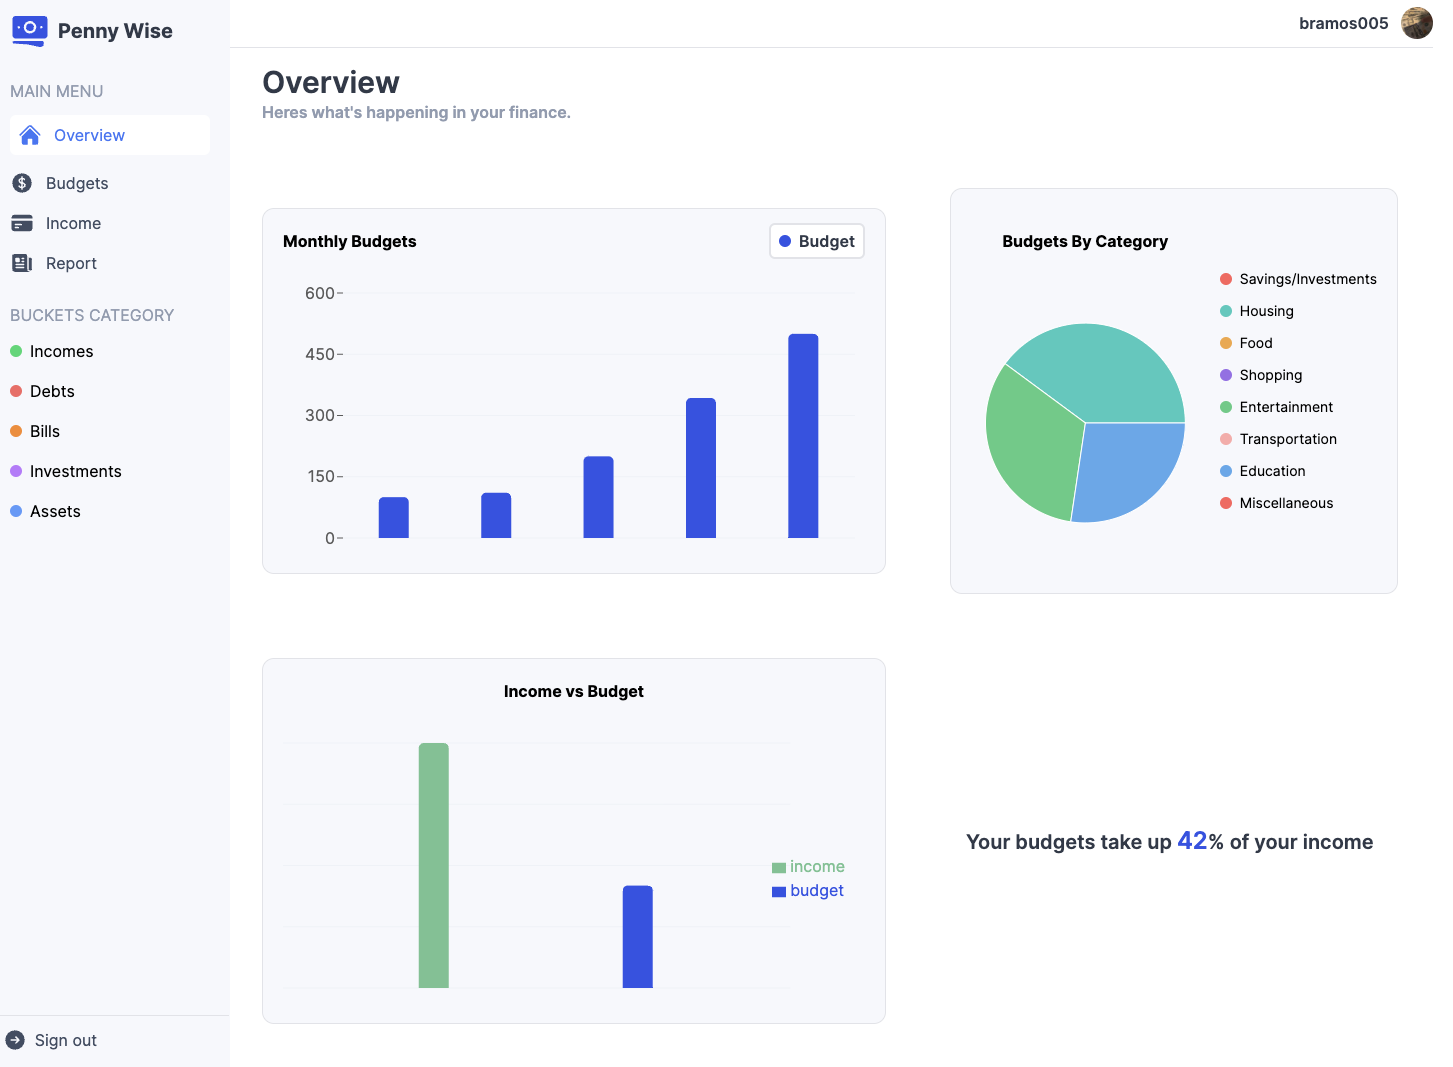 Penny Wise
bramos005
MAIN MENU
Overview
Budgets
Income
Report
BUCKETS CATEGORY
Incomes
Debts
Bills
Investments
Assets
Sign out
Overview
Heres what's happening in your finance.
Monthly Budgets
Budget
600
450
300
150
0
Budgets By Category
Savings/Investments
Housing
Food
Shopping
Entertainment
Transportation
Education
Miscellaneous
Income vs Budget
income
budget
Your budgets take up 42% of your income